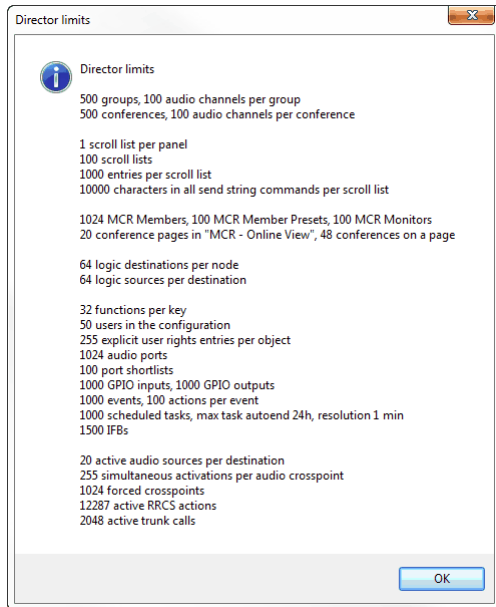 Director limits
Director limits
500 groups, 100 audio channels per group
500 conferences, 100 audio channels per conference
1 scroll list per panel
100 scroll lists
1000 entries per scroll list
10000 characters in all send string commands per scroll list
1024 MCR Members, 100 MCR Member Presets, 100 MCR Monitors
20 conference pages in "MCR - Online View", 48 conferences on a page
64 logic destinations per node
64 logic sources per destination
32 functions per key
50 users in the configuration
255 explicit user rights entries per object
1024 audio ports
100 port shortlists
1000 GPIO inputs, 1000 GPIO outputs
1000 events, 100 actions per event
1000 scheduled tasks, max task autoend 24h, resolution 1 min
1500 IFBs
20 active audio sources per destination
255 simultaneous activations per audio crosspoint
1024 forced crosspoints
12287 active RRCS actions
2048 active trunk calls
OK